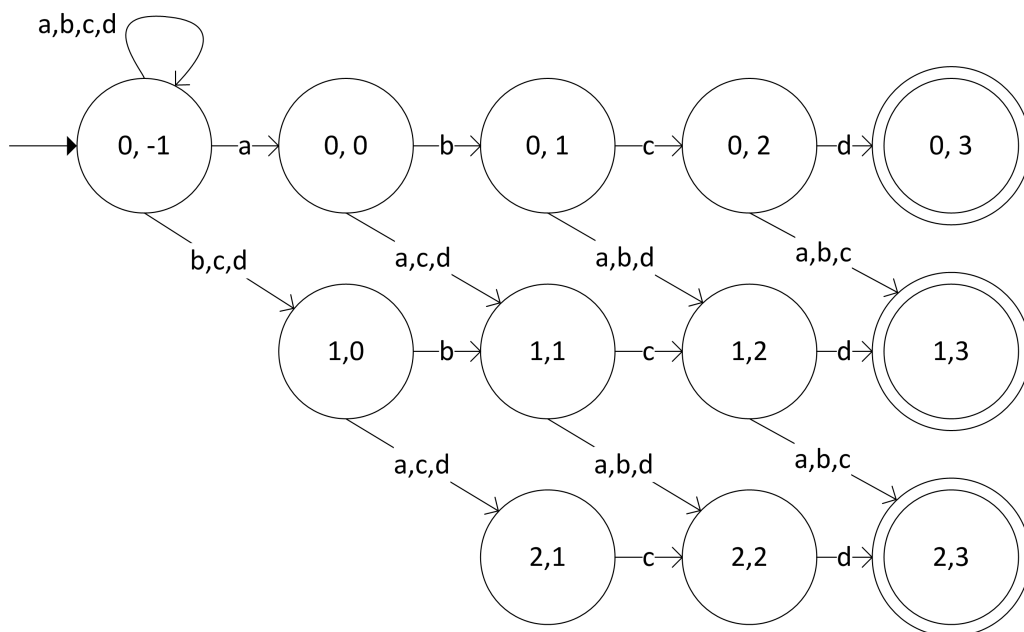 a,b,c,d
0, -1 a 0, 0 b 0, 1 c 0, 2 d 0, 3
b,c,d a,c,d a,b,d a,b,c
1,0 b 1,1 c 1,2 d 1,3
a,c,d a,b,d a,b,c
2,1 c 2,2 d 2,3